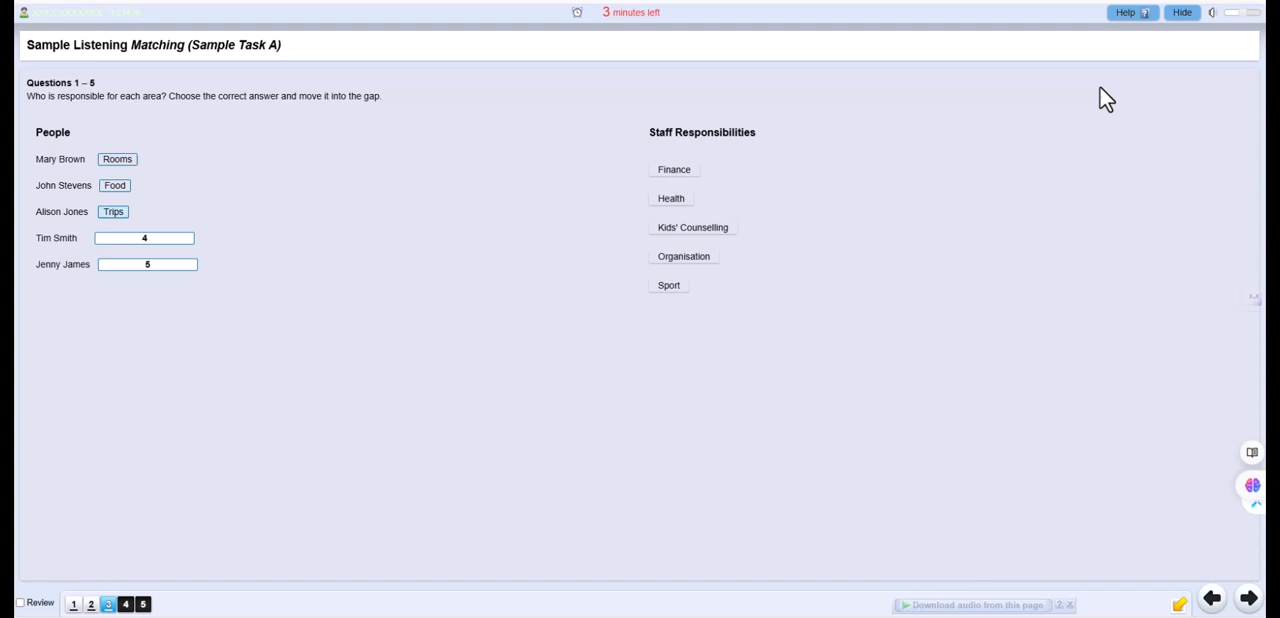 3 minutes left
Help ?
Hide
Sample Listening Matching (Sample Task A)
Questions 1 – 5
Who is responsible for each area? Choose the correct answer and move it into the gap.
People
Mary Brown Rooms
John Stevens Food
Alison Jones Trips
Tim Smith 4
Jenny James 5
Staff Responsibilities
Finance
Health
Kids' Counselling
Organisation
Sport
Review 1 2 3 4 5
Download audio from this page ? X